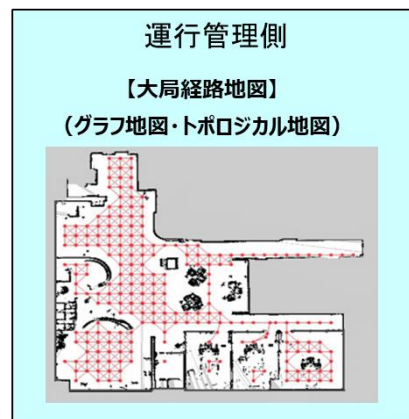 運行管理側
【大局経路地図】
（グラフ地図・トポロジカル地図）